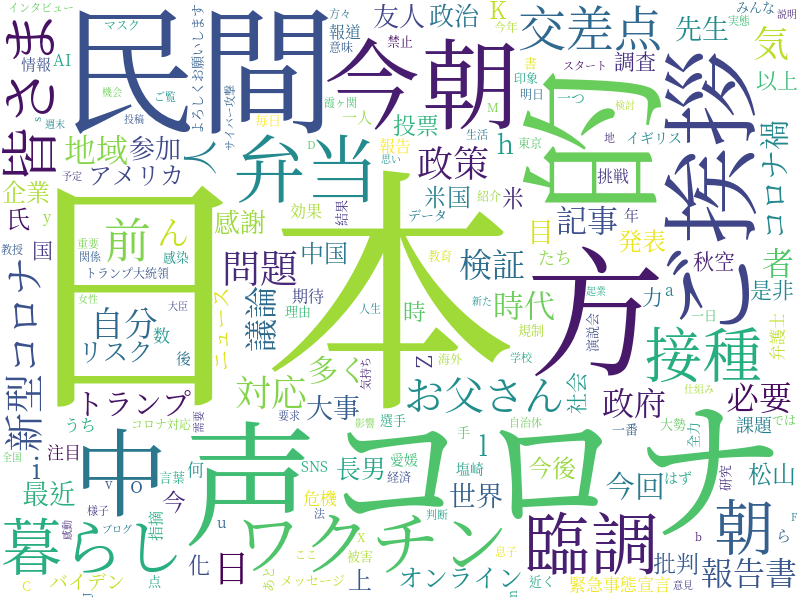 インタビュー
方々
マスク
全国
情報
AI
民間
よろしくお願いします
今朝
報道
意味
友人
政治
禁止
K
今年
交差点
書
印象
スタート
先生
みんな
実態
説明
気
調査
以上
皆さま
機会
ご覧
投稿
週末
s
サイバー攻撃
霞ヶ関
毎日
一人
M
明日
一つ
検討
地域
参加
人
弁当
投票
報告
思い
h
生活
東京
イギリス
地
目的
ご挨拶
コロナ禍
企業
アメリカ
政策
米国
米
紹介
挑戦
氏
y
予定
前
ん
感謝
効果
結果
データ
記事
年
教授
国
重要
関係
感染
トランプ大統領
問題
中国
検証
目
たち
発表
秋空
者
日本
方
コロナ
女性
大臣
自分
数
リスク
後
ニュース
議論
期待
理由
時
人生
教育
新た
時代
起業
力
a
是非
規制
演説会
一日
弁護士
新型
i
トランプ
対応
多く
気持ち
Z
海外
学校
お父さん
社会
政府
接種
仕組み
必要
うち
コロナ対応
需要
大事
要求
影響
選手
手
自治体
一番
大勢
全力
課題
では
注目
中
声
何
SNS
長男
愛媛
経済
塩崎
l
今後
今回
はず
研究
松山
最近
言葉
v
O
今
危機
世界
指摘
様子
u
法
判断
暮らし
ワクチン
臨調
朝
ら
F
感動
ブログ
化
日
ここ
X
被害
息子
b
C
バイデン
点
あと
メッセージ
上
オンライン
近く
n
緊急事態宣言
批判
意見
報告書
J
D